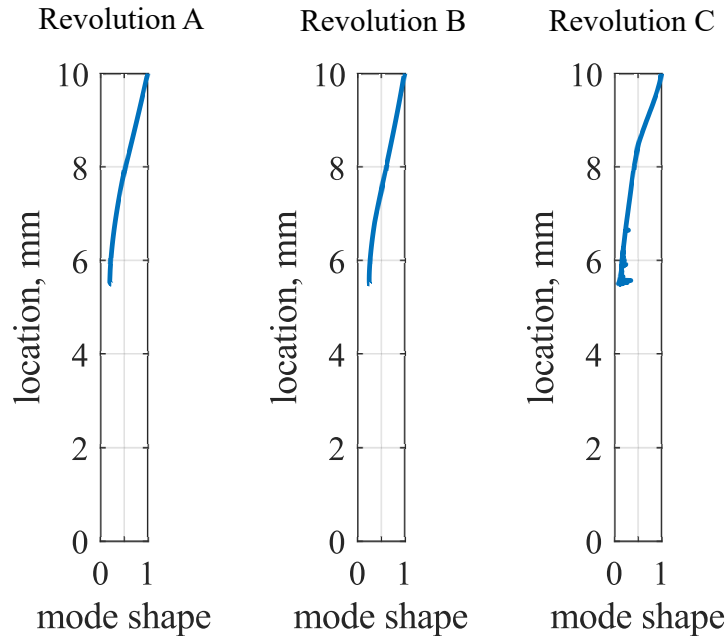 Revolution A
Revolution B
Revolution C
10
8
6
4
2
0
0 1
location, mm
mode shape
10
8
6
4
2
0
0 1
location, mm
mode shape
10
8
6
4
2
0
0 1
location, mm
mode shape